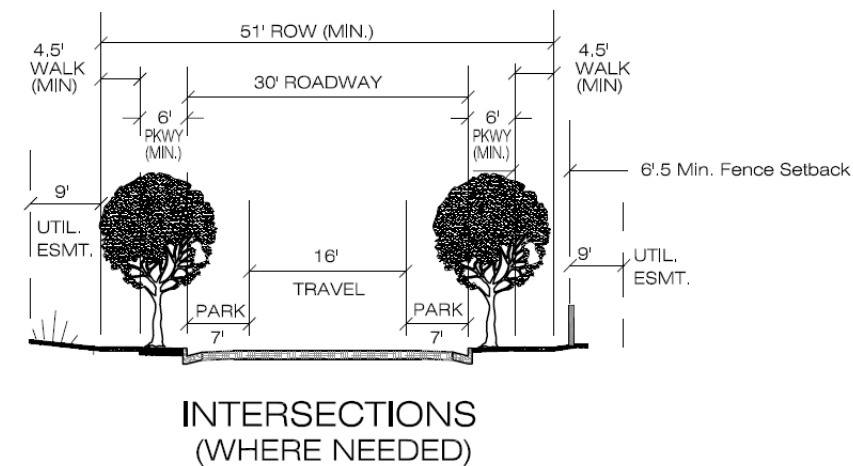 51' ROW (MIN.)
4.5'
WALK
(MIN)
4.5'
WALK
(MIN)
30' ROADWAY
6'
PKWY
(MIN.)
6'
PKWY
(MIN.)
6'.5 Min. Fence Setback
9'
UTIL.
ESMT.
16'
TRAVEL
9'
UTIL.
ESMT.
PARK
7'
PARK
7'
INTERSECTIONS
(WHERE NEEDED)